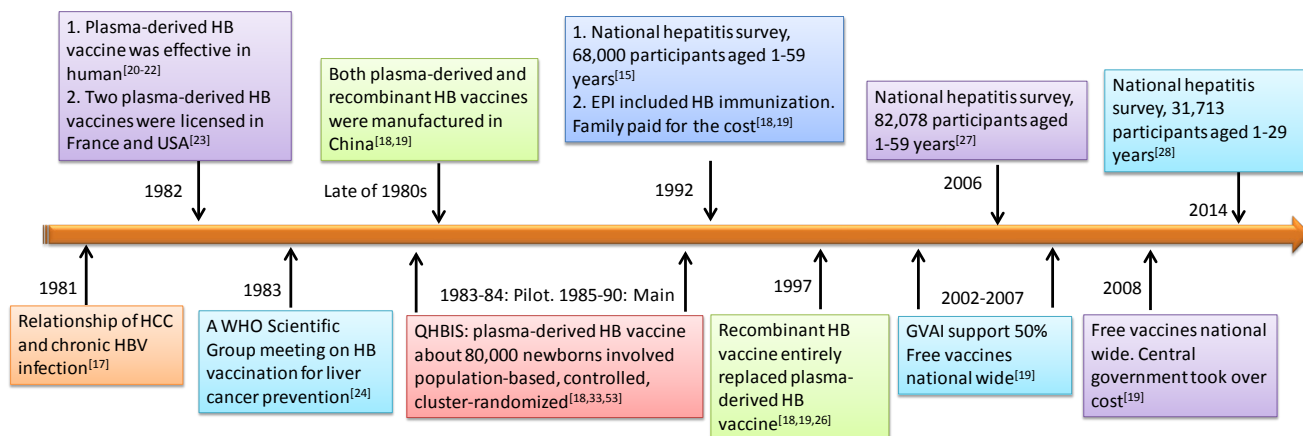 1. Plasma-derived HB
vaccine was effective in
human[20-22]
2. Two plasma-derived HB
vaccines were licensed in
France and USA[23]
Both plasma-derived and
recombinant HB vaccines
were manufactured in
China[18,19]
1. National hepatitis survey,
68,000 participants aged 1-59
years[15]
2. EPI included HB immunization.
Family paid for the cost[18,19]
National hepatitis survey,
82,078 participants aged
1-59 years[27]
National hepatitis
survey, 31,713
participants aged 1-29
years[28]
1982
Late of 1980s
1992
2006
2014
1981
1983
1983-84: Pilot. 1985-90: Main
1997
2002-2007
2008
Relationship of HCC
and chronic HBV
infection[17]
A WHO Scientific
Group meeting on HB
vaccination for liver
cancer prevention[24]
QHBIS: plasma-derived HB vaccine
about 80,000 newborns involved
population-based, controlled,
cluster-randomized[18,33,53]
Recombinant HB
vaccine entirely
replaced plasma-
derived HB
vaccine[18,19,26]
GVAI support 50%
Free vaccines
national wide[19]
Free vaccines national
wide. Central
government took over
cost[19]